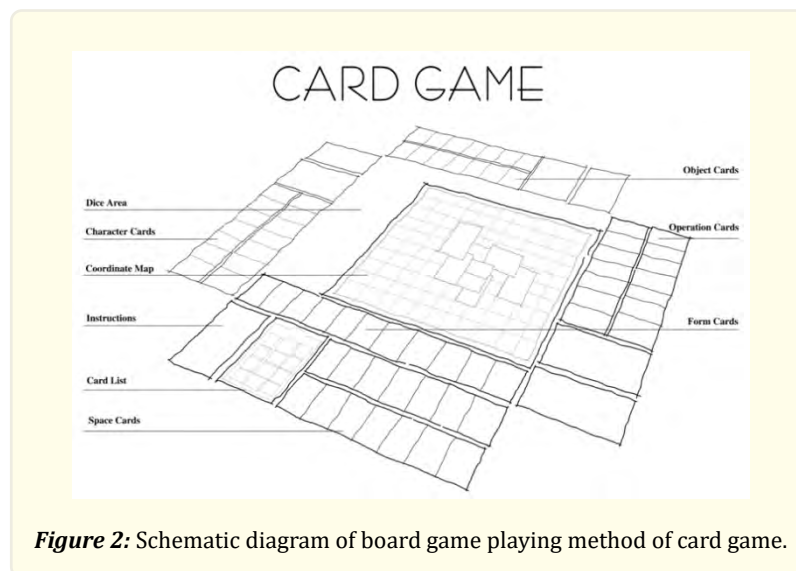 CARD GAME
Object Cards
Dice Area
Character Cards
Operation Cards
Coordinate Map
Instructions
Form Cards
Card List
Space Cards
Figure 2: Schematic diagram of board game playing method of card game.